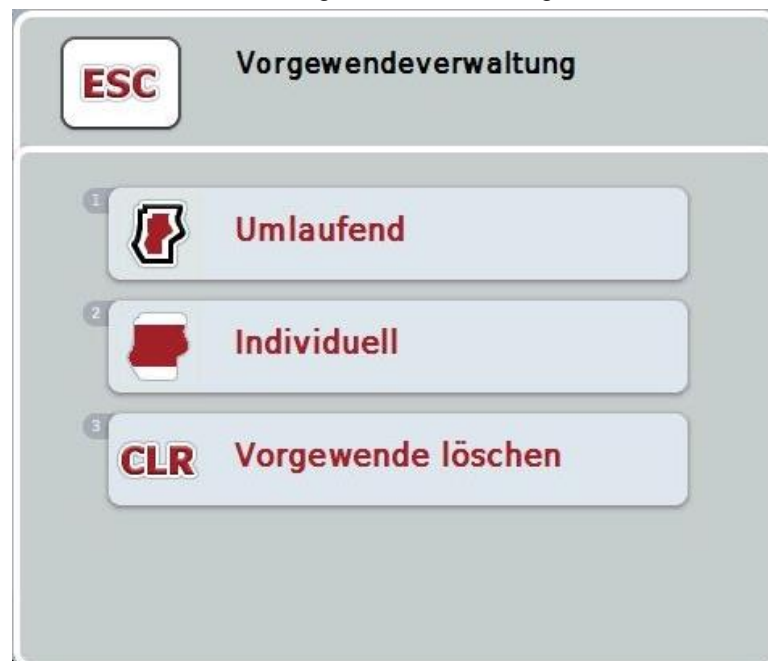 ESC
Vorgewendeverwaltung
1
Umlaufend
2
Individuell
3
CLR
Vorgewende löschen